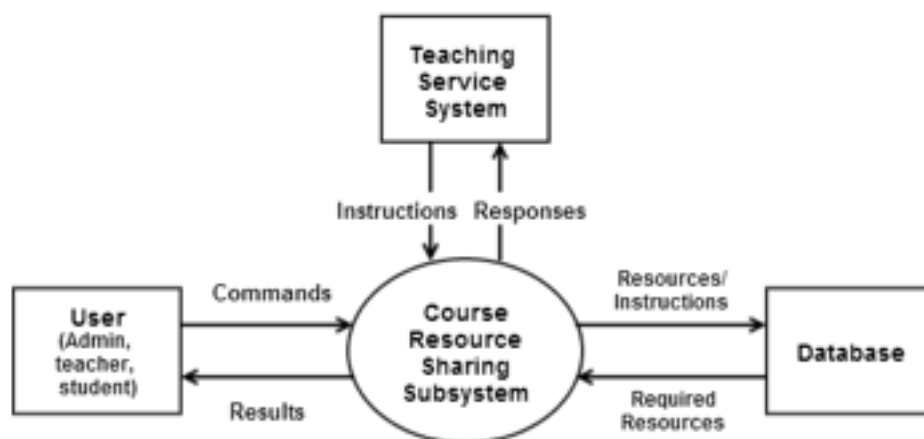 Teaching
Service
System
Instructions
Responses
Commands
Resources/
Instructions
User
(Admin,
teacher,
student)
Course
Resource
Sharing
Subsystem
Database
Results
Required
Resources